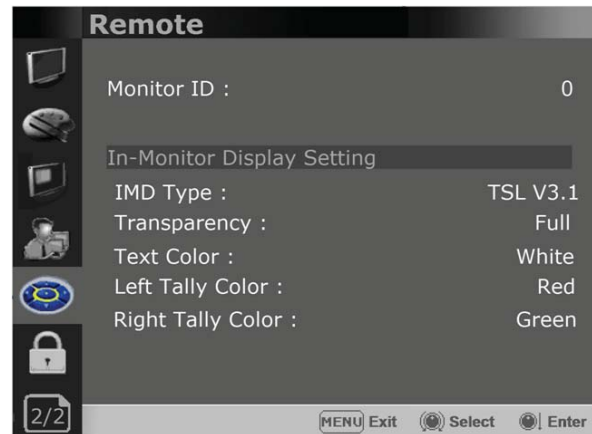 Remote
Monitor ID : 0
In-Monitor Display Setting
IMD Type : TSL V3.1
Transparency : Full
Text Color : White
Left Tally Color : Red
Right Tally Color : Green
2/2 MENU Exit Select Enter